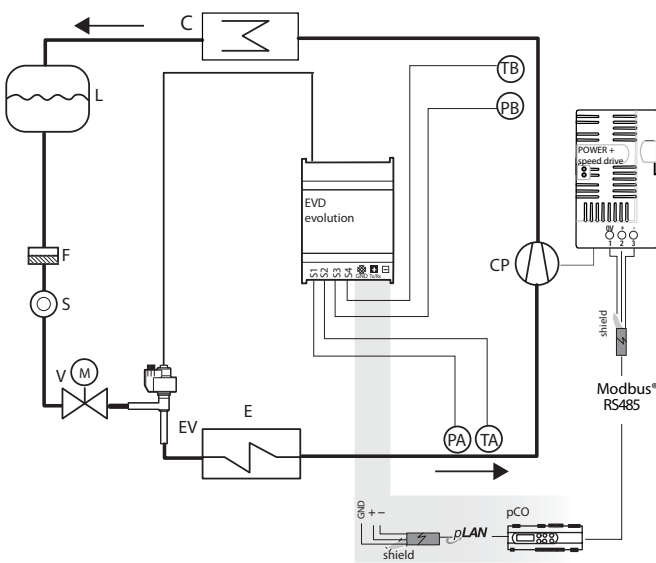 C
L
TB
PB
POWER +
speed drive
EVD
evolution
0V + -
1 2 3
CP
F
S
S1 S2 S3 S4 GND Tx/Rx
shield
V
M
EV
E
PA
TA
Modbus®
RS485
GND + −
pLAN
pCO
shield